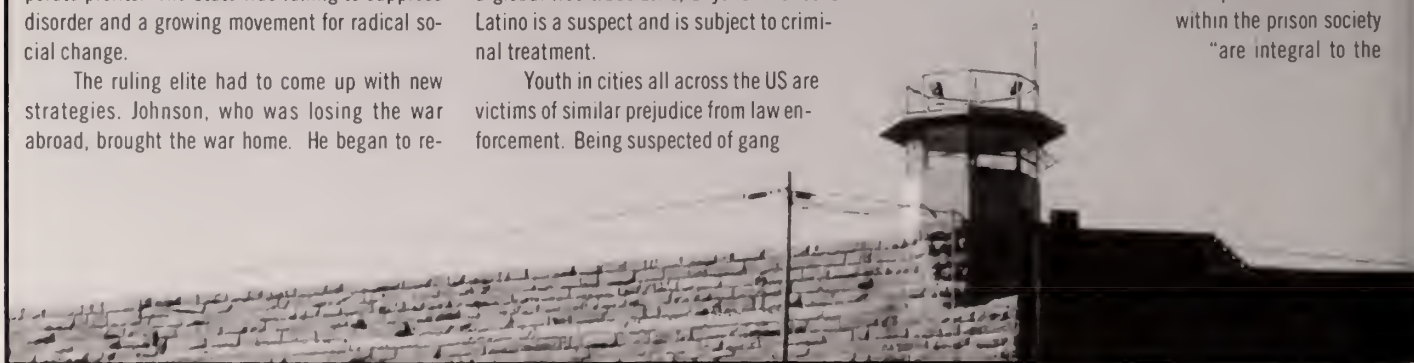 disorder and a growing movement for radical so-
cial change.
The ruling elite had to come up with new
strategies. Johnson, who was losing the war
abroad, brought the war home. He began to re-
Latino is a suspect and is subject to crimi-
nal treatment.
Youth in cities all across the US are
victims of similar prejudice from law en-
forcement. Being suspected of gang
within the prison society
"are integral to the